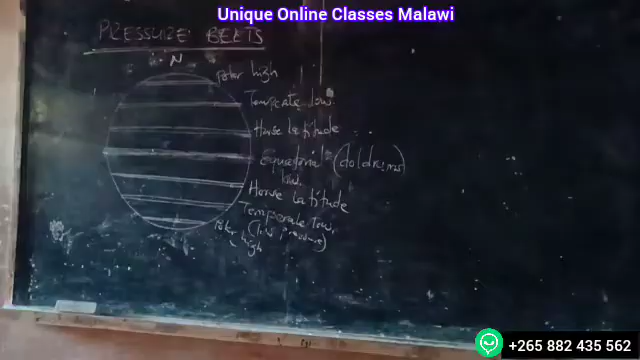 Unique Online Classes Malawi
PRESSURE BELTS
N
Polar high
Temperate low.
Horse latitude
Equatorial (doldrums)
low.
Horse latitude
Temperate low.
(low pressure)
Polar high
+265 882 435 562